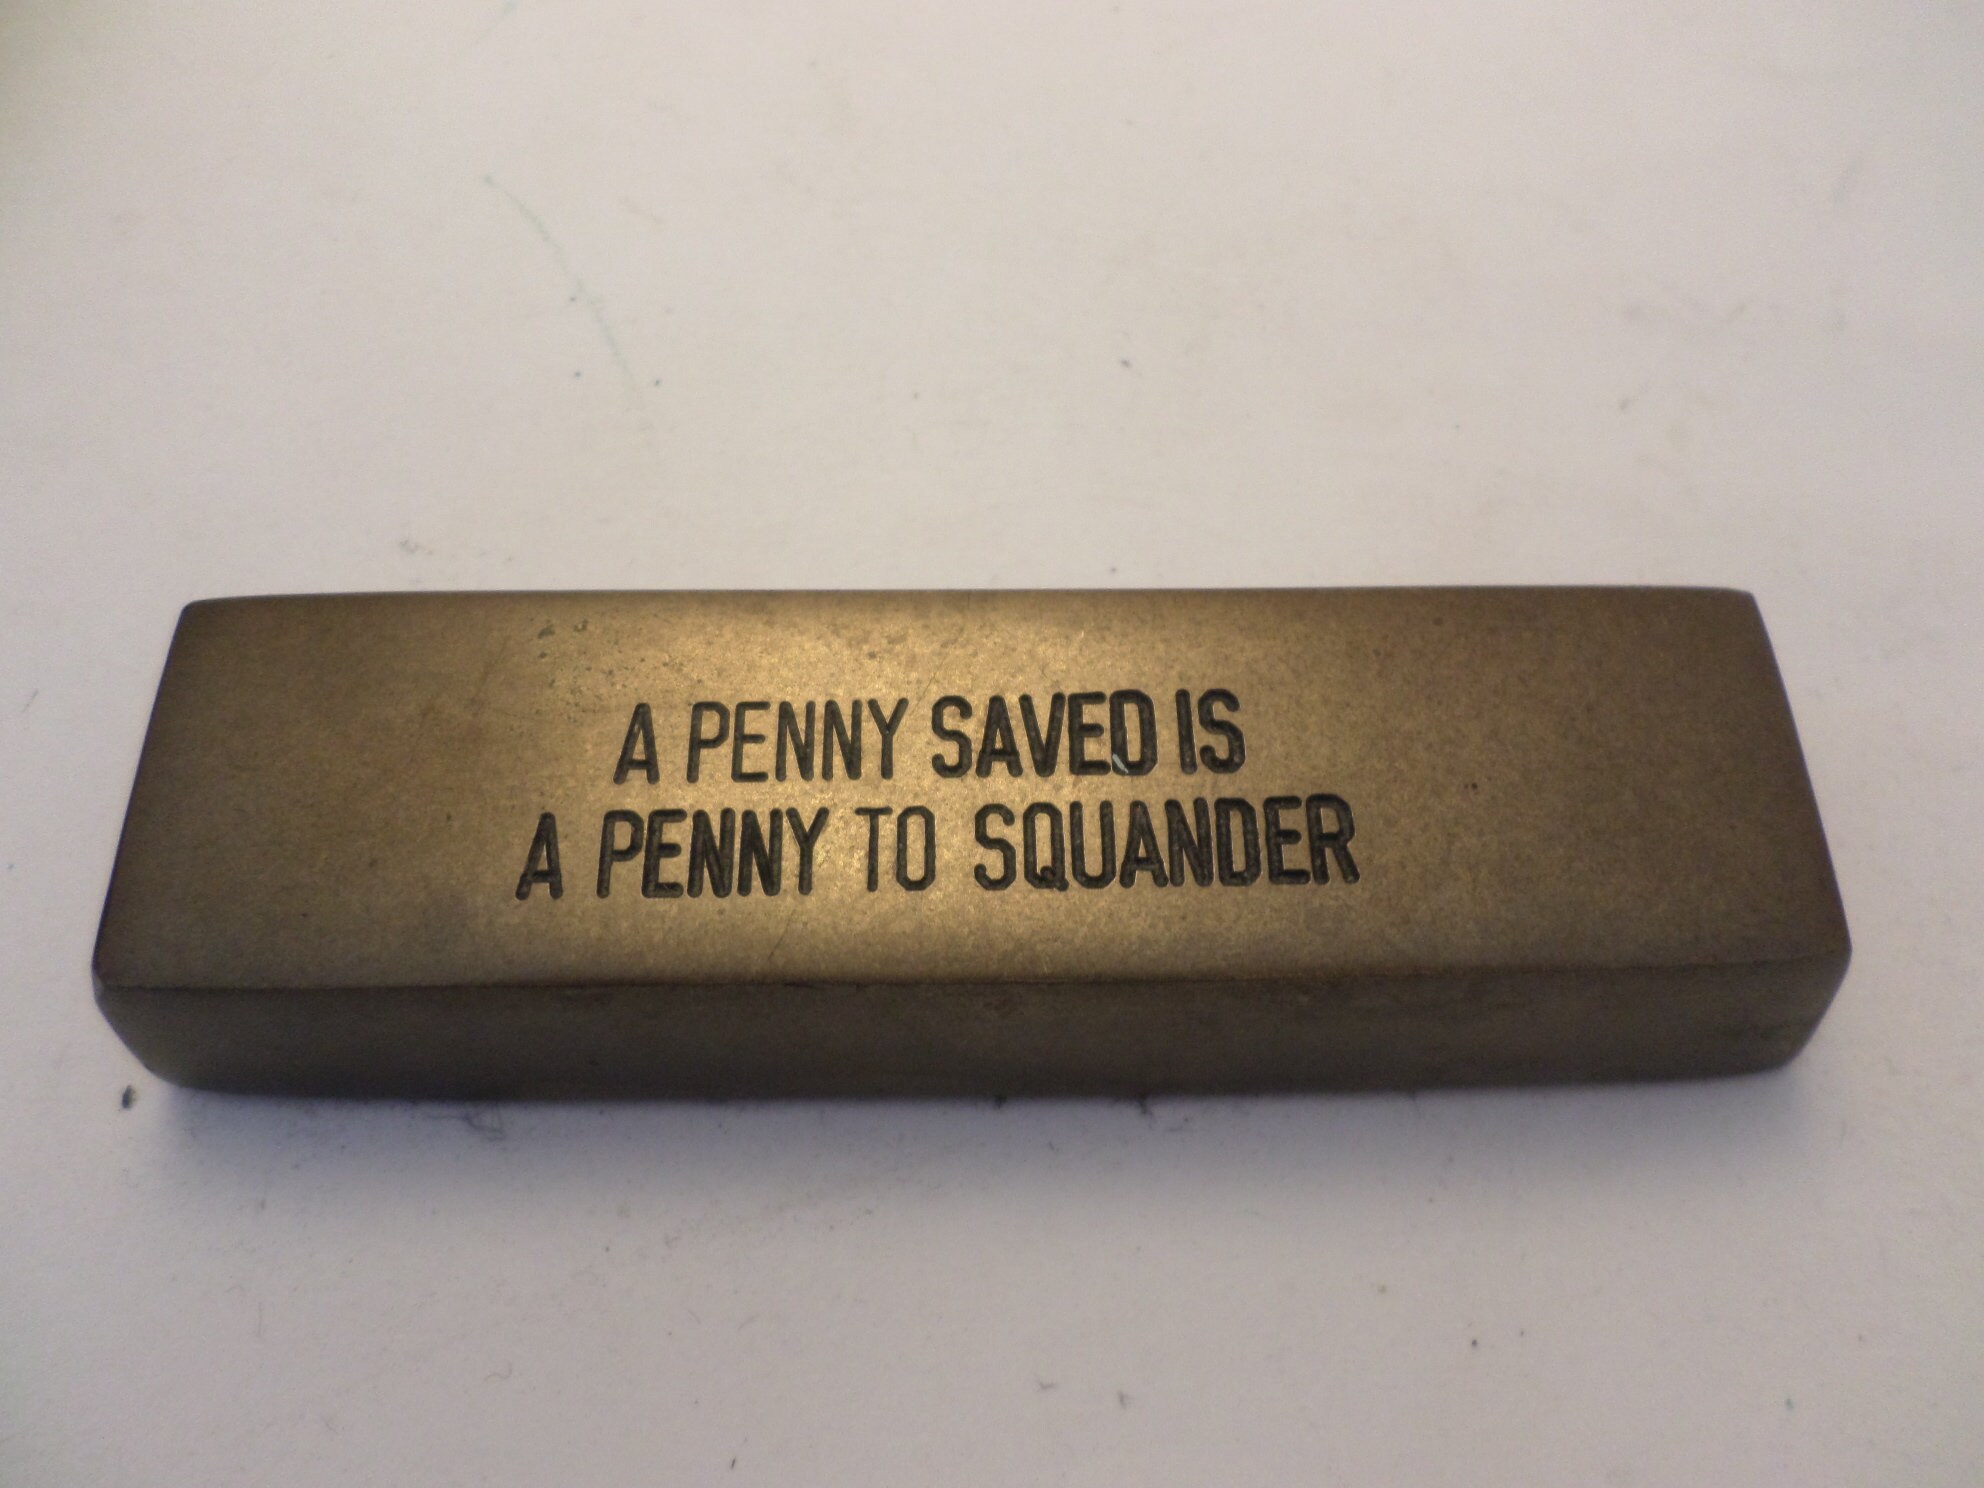 A PENNY SAVED IS
A PENNY TO SQUANDER